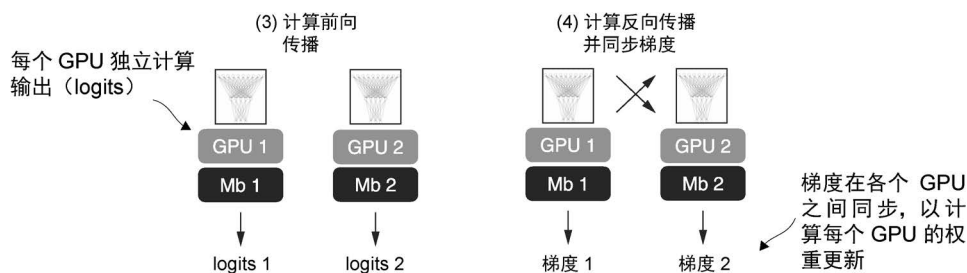 (3) 计算前向
传播
(4) 计算反向传播
并同步梯度
每个 GPU 独立计算
输出（logits）
GPU 1
GPU 2
GPU 1
GPU 2
Mb 1
Mb 2
Mb 1
Mb 2
梯度在各个 GPU
之间同步，以计
算每个 GPU 的权
重更新
logits 1
logits 2
梯度 1
梯度 2